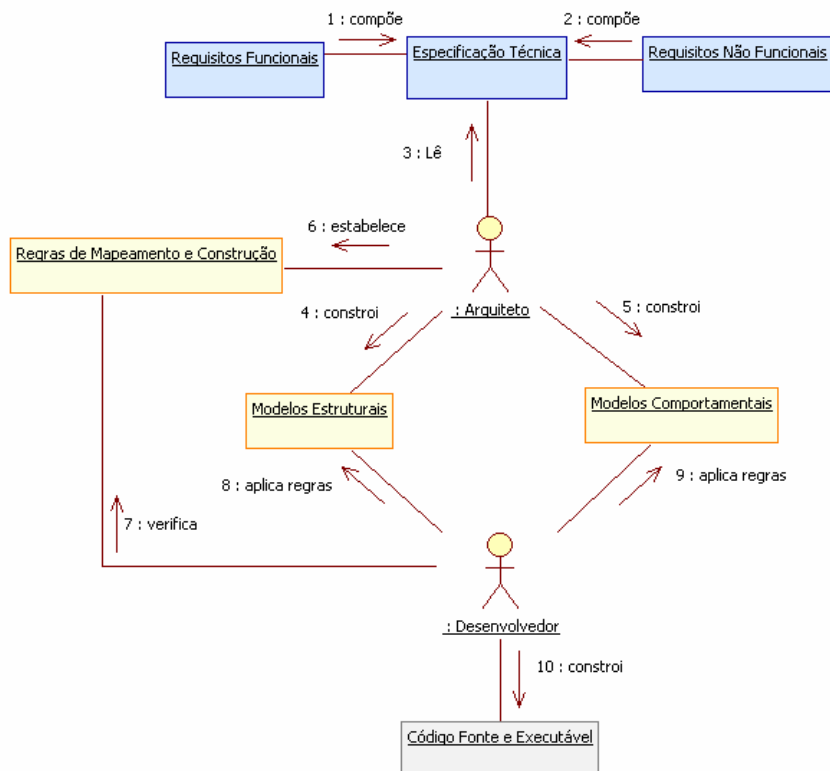 1 : compõe
2 : compõe
Requisitos Funcionais
Especificação Técnica
Requisitos Não Funcionais
3 : Lê
6 : estabelece
Regras de Mapeamento e Construção
: Arquiteto
4 : constroi
5 : constroi
Modelos Estruturais
Modelos Comportamentais
8 : aplica regras
9 : aplica regras
7 : verifica
: Desenvolvedor
10 : constroi
Código Fonte e Executável